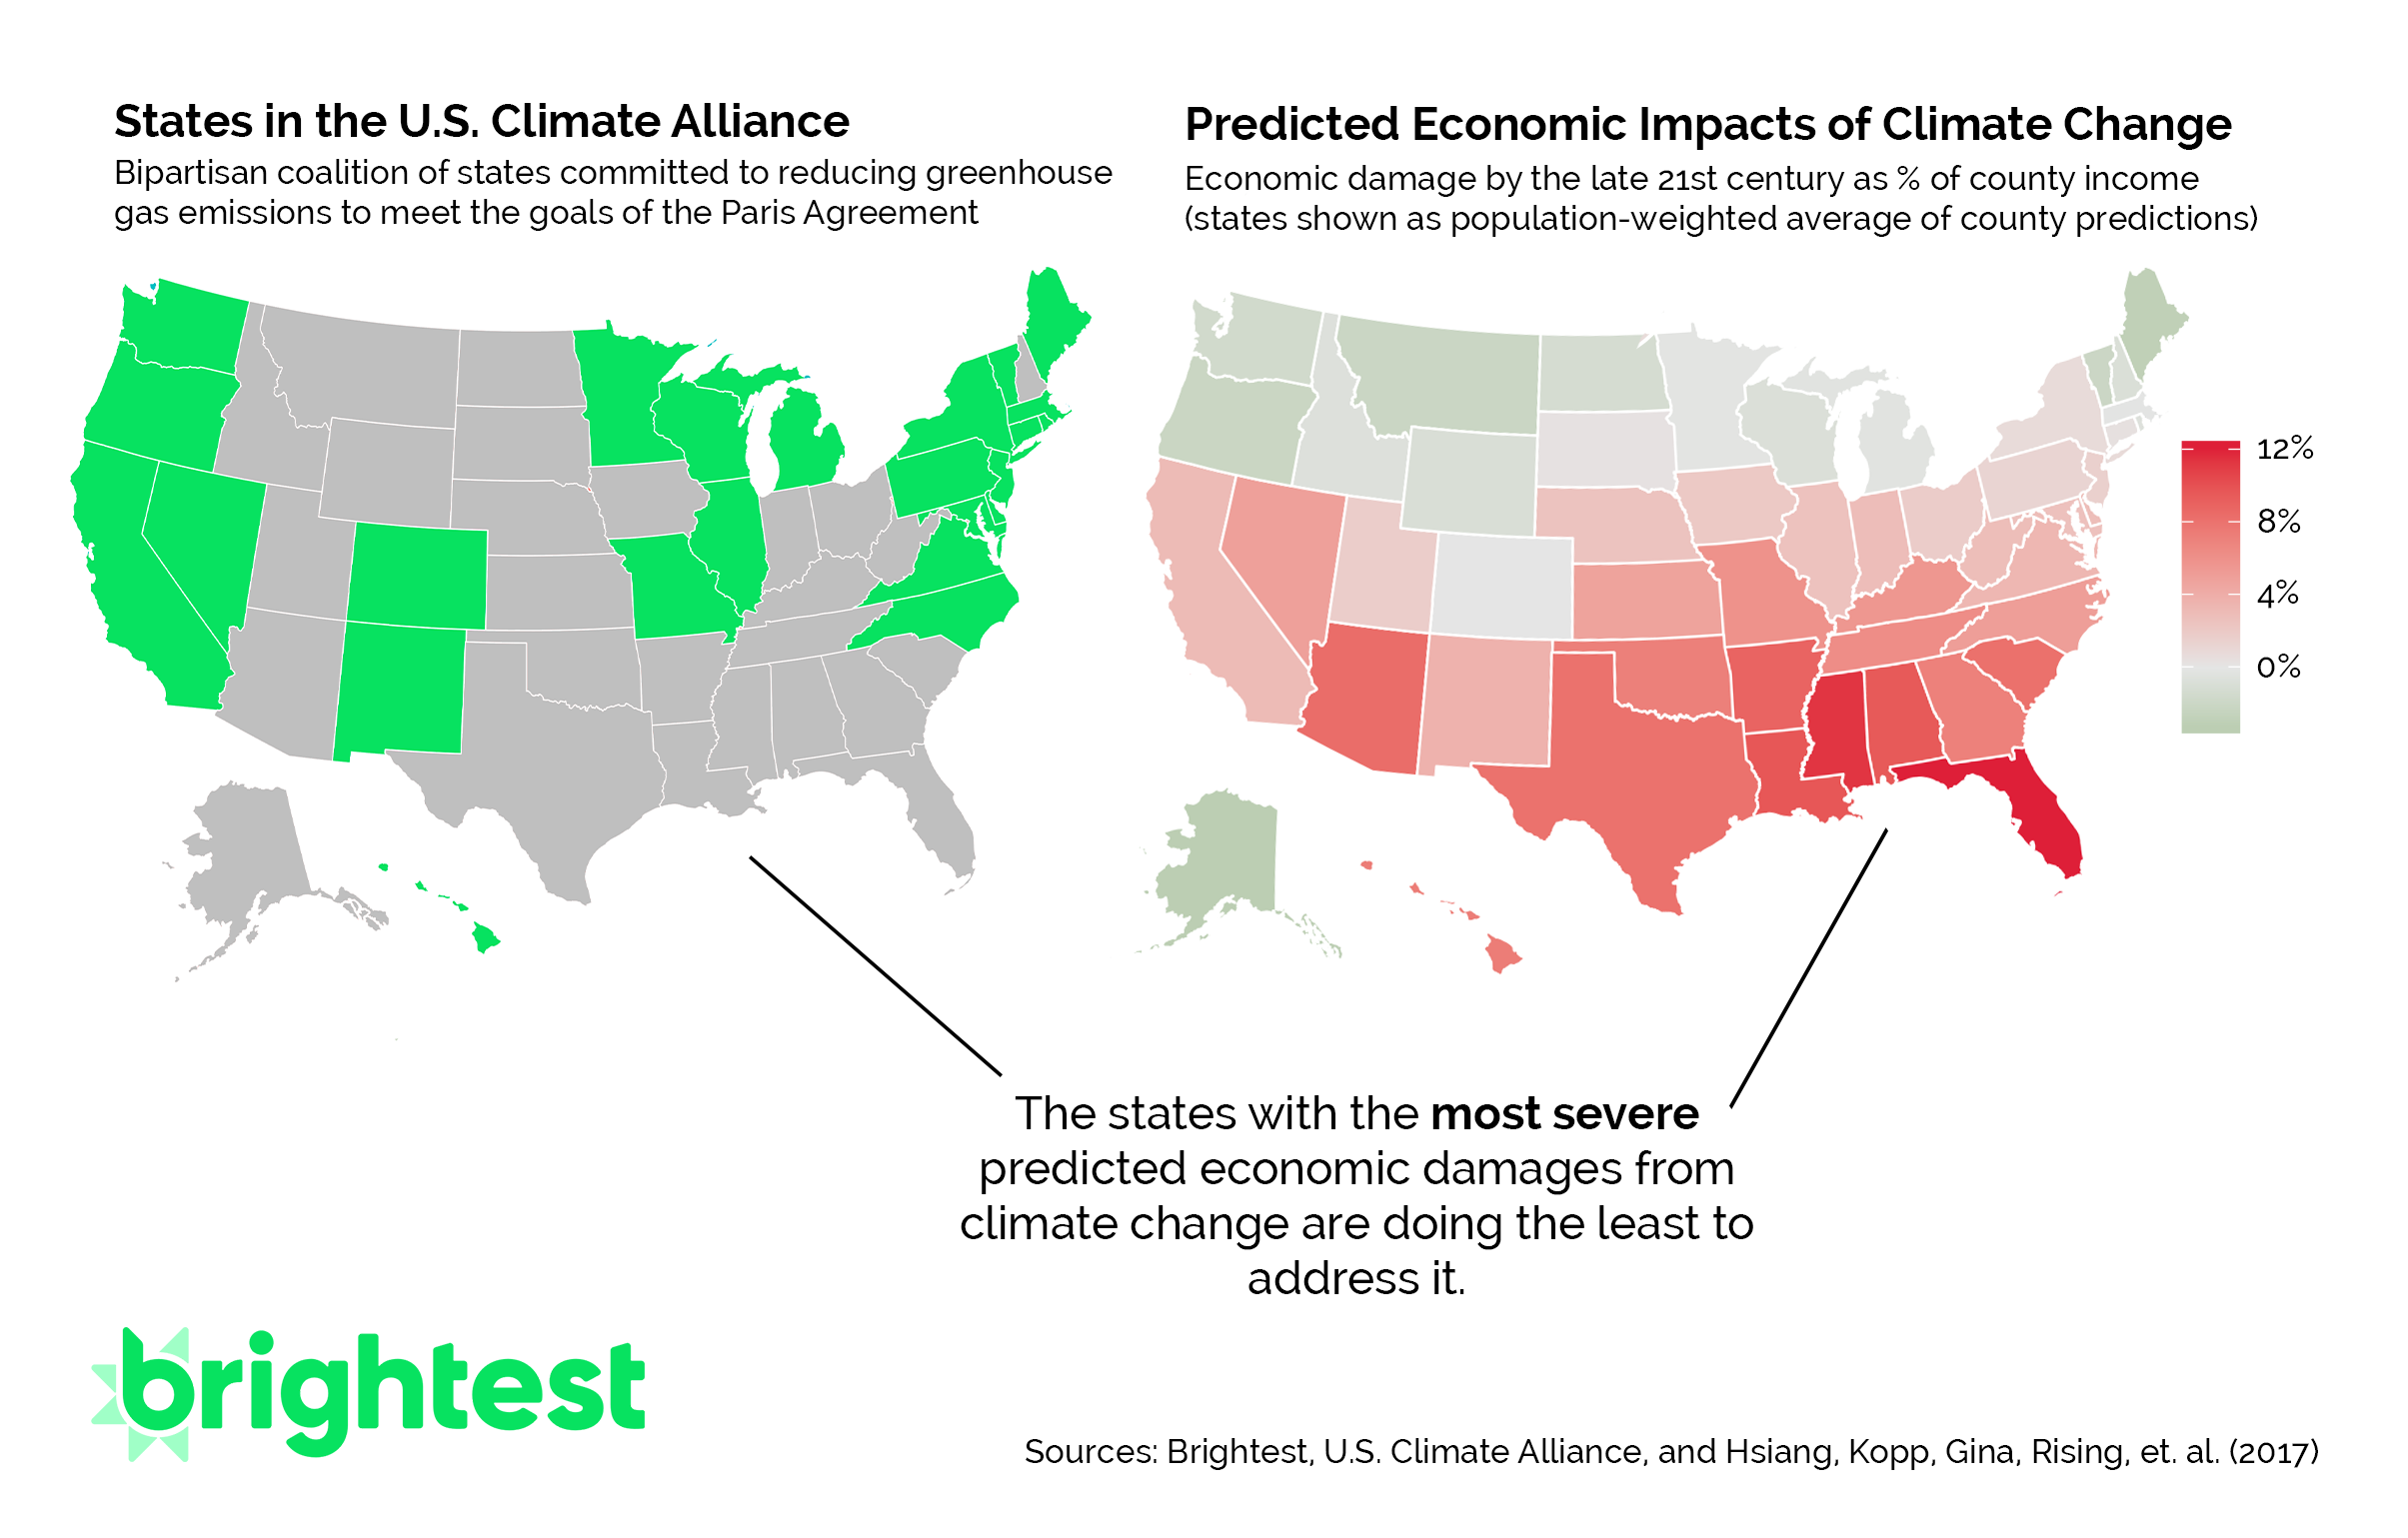 States in the U.S. Climate Alliance
Bipartisan coalition of states committed to reducing greenhouse
gas emissions to meet the goals of the Paris Agreement
Predicted Economic Impacts of Climate Change
Economic damage by the late 21st century as % of county income
(states shown as population-weighted average of county predictions)
12%
8%
4%
0%
The states with the most severe
predicted economic damages from
climate change are doing the least to
address it.
brightest
Sources: Brightest, U.S. Climate Alliance, and Hsiang, Kopp, Gina, Rising, et. al. (2017)